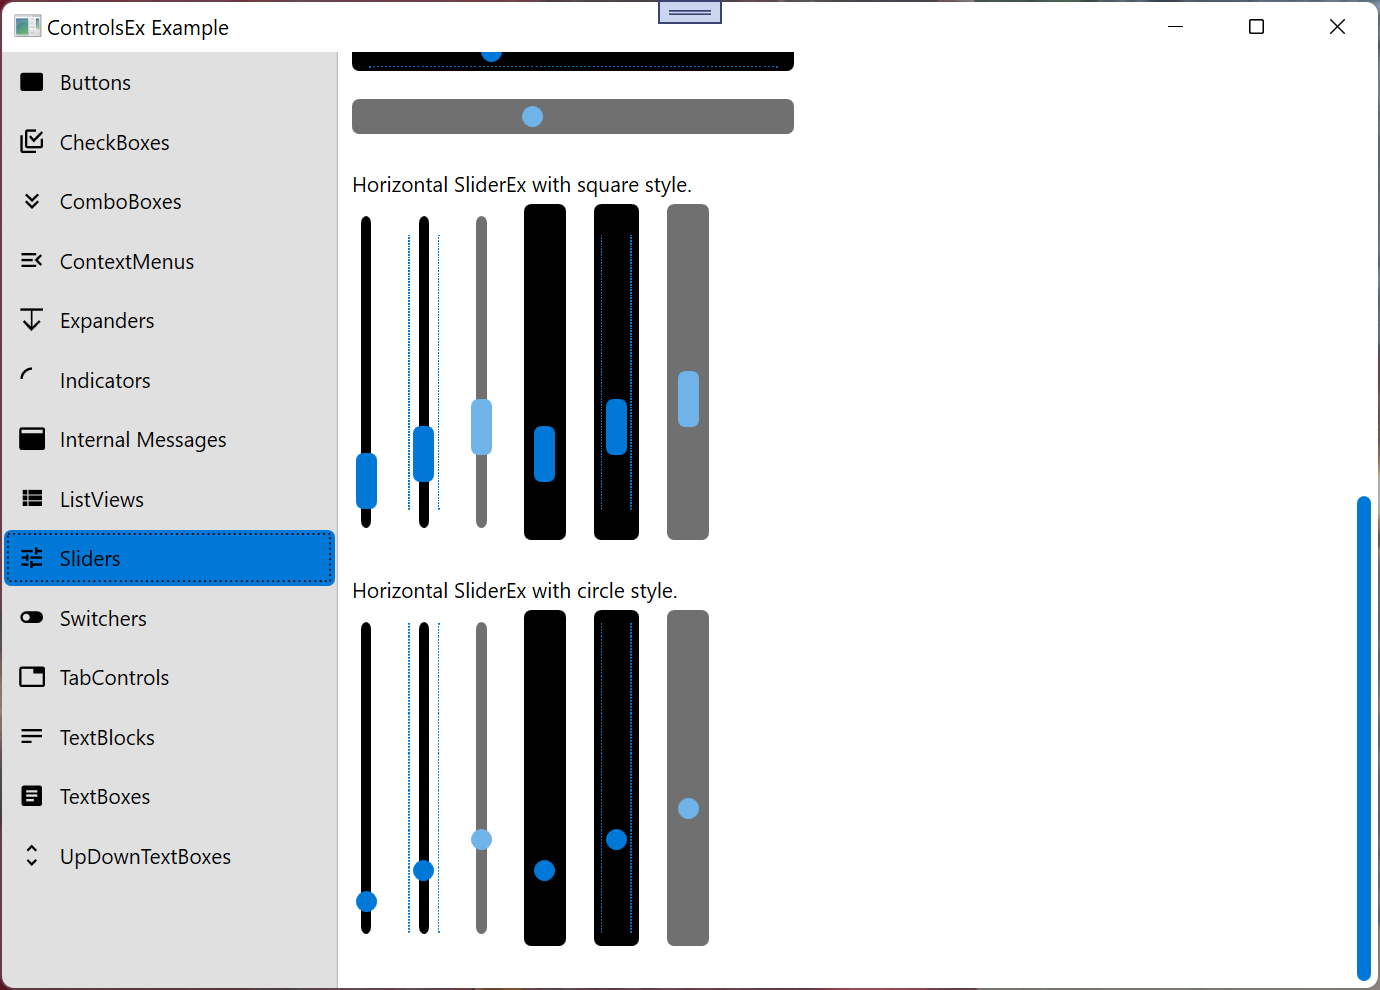 ControlsEx Example
Buttons
CheckBoxes
ComboBoxes
ContextMenus
Expanders
Indicators
Internal Messages
ListViews
Sliders
Switchers
TabControls
TextBlocks
TextBoxes
UpDownTextBoxes
Horizontal SliderEx with square style.
Horizontal SliderEx with circle style.